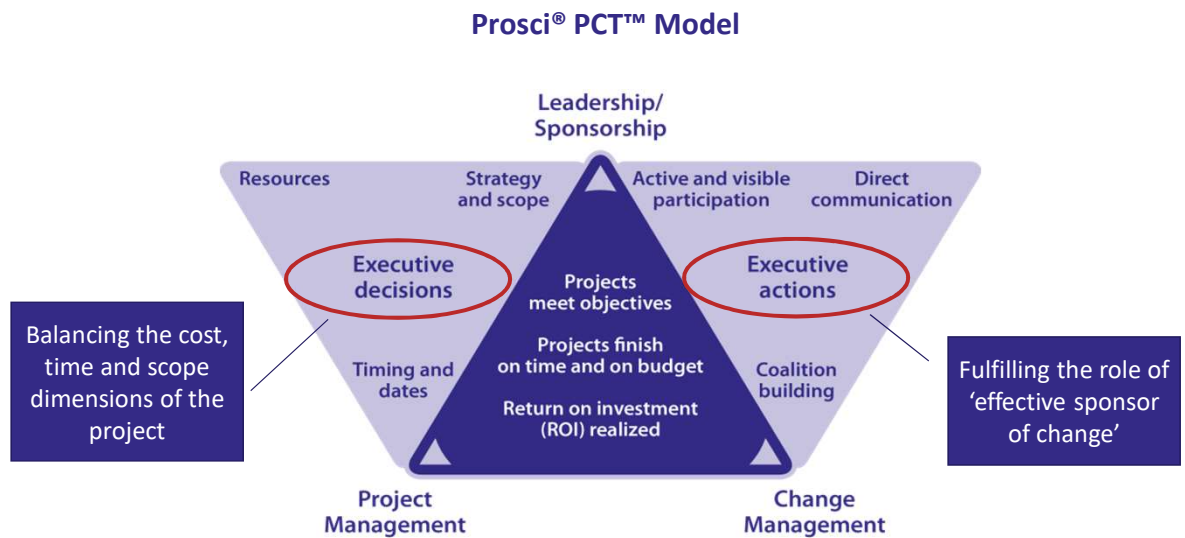 Prosci® PCT™ Model
Leadership/
Sponsorship
Resources
Strategy
and scope
Active and visible
participation
Direct
communication
Executive
decisions
Executive
actions
Projects
meet objectives
Projects finish
on time and on budget
Return on investment
(ROI) realized
Balancing the cost,
time and scope
dimensions of the
project
Timing and
dates
Coalition
building
Fulfilling the role of
‘effective sponsor
of change’
Project
Management
Change
Management